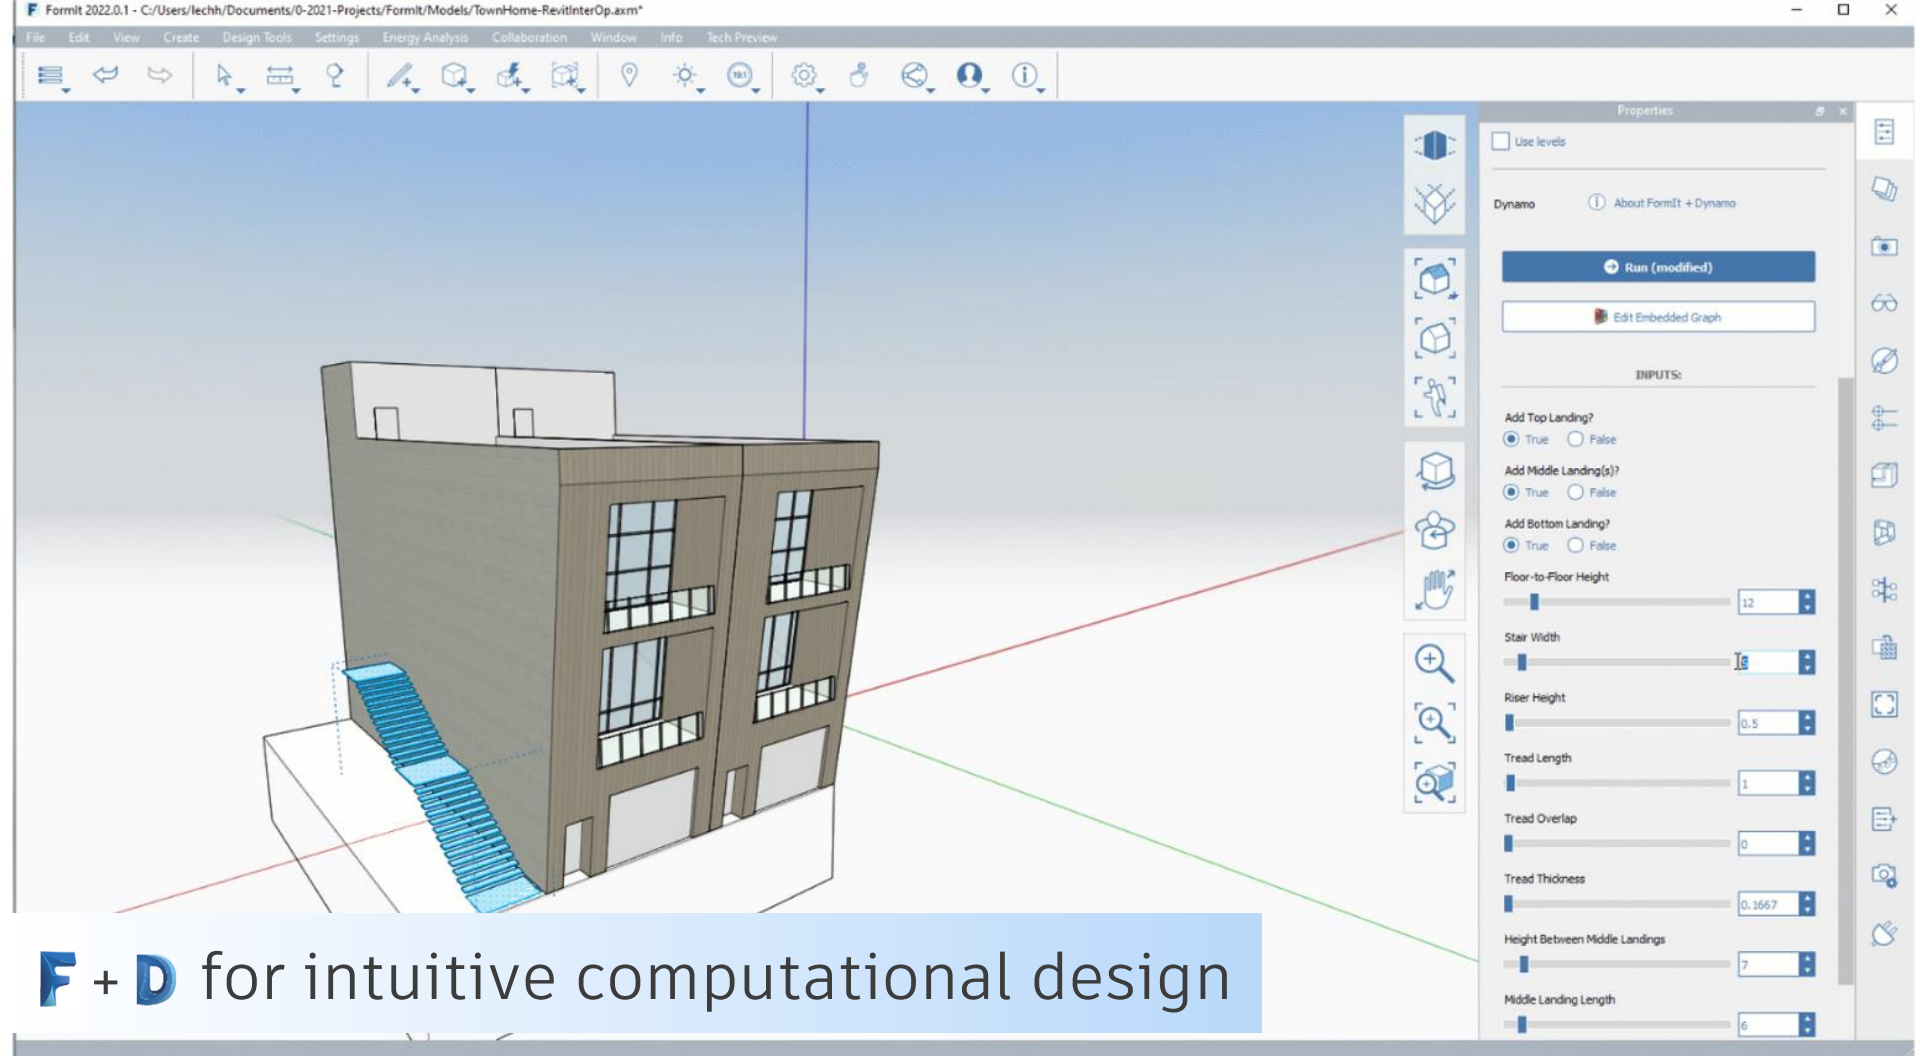 FormIt 2022.0.1 - C:/Users/lechh/Documents/0-2021-Projects/FormIt/Models/TownHome-RevitInterOp.axm*
File Edit View Create Design Tools Settings Energy Analysis Collaboration Window Info Tech Preview
Properties
Use levels
Dynamo About FormIt + Dynamo
Run (modified)
Edit Embedded Graph
INPUTS:
Add Top Landing?
True False
Add Middle Landing(s)?
True False
Add Bottom Landing?
True False
Floor-to-Floor Height
12
Stair Width
Riser Height
0.5
Tread Length
1
Tread Overlap
0
Tread Thickness
0.1667
Height Between Middle Landings
7
Middle Landing Length
6
F + D for intuitive computational design